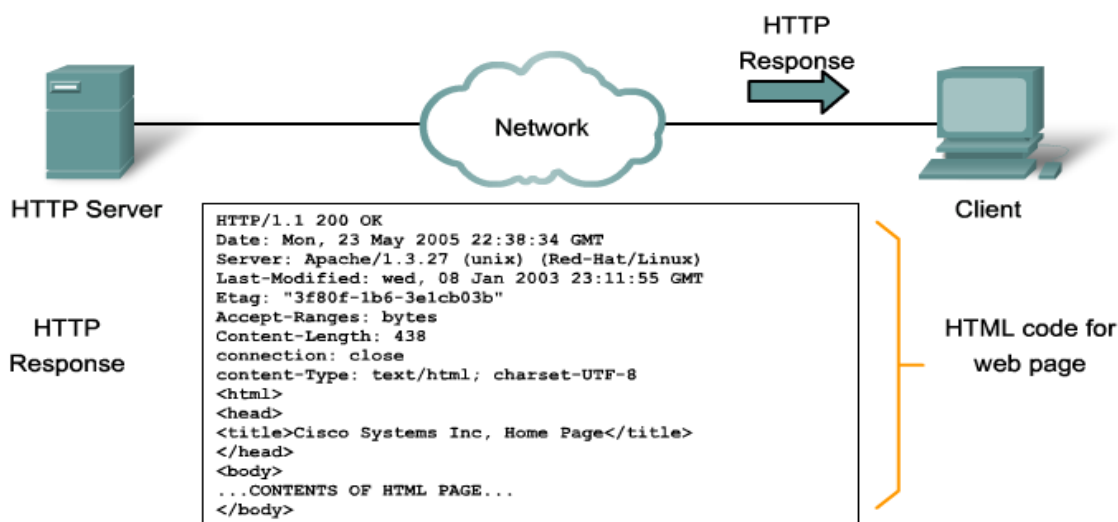 HTTP
Response
Network
HTTP Server
Client
HTTP
Response
HTTP/1.1 200 OK
Date: Mon, 23 May 2005 22:38:34 GMT
Server: Apache/1.3.27 (unix) (Red-Hat/Linux)
Last-Modified: wed, 08 Jan 2003 23:11:55 GMT
Etag: "3f80f-1b6-3e1cb03b"
Accept-Ranges: bytes
Content-Length: 438
connection: close
content-Type: text/html; charset-UTF-8
<html>
<head>
<title>Cisco Systems Inc, Home Page</title>
</head>
<body>
...CONTENTS OF HTML PAGE...
</body>
HTML code for
web page